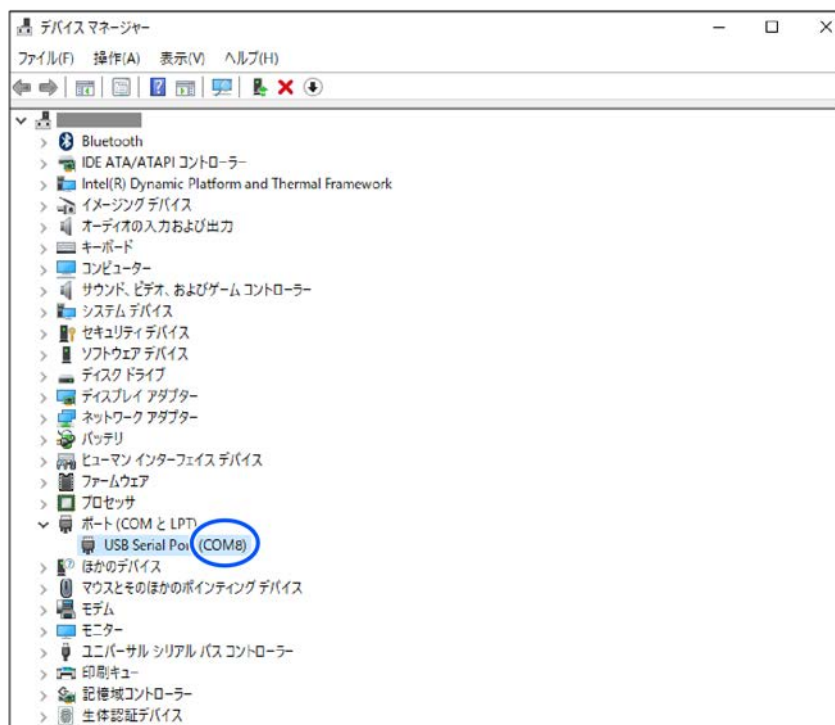 デバイス マネージャー
ファイル(F) 操作(A) 表示(V) ヘルプ(H)
Bluetooth
IDE ATA/ATAPI コントローラー
Intel(R) Dynamic Platform and Thermal Framework
イメージング デバイス
オーディオの入力および出力
キーボード
コンピューター
サウンド、ビデオ、およびゲーム コントローラー
システム デバイス
セキュリティ デバイス
ソフトウェア デバイス
ディスク ドライブ
ディスプレイ アダプター
ネットワーク アダプター
バッテリ
ヒューマン インターフェイス デバイス
ファームウェア
プロセッサ
ポート (COM と LPT)
USB Serial Port (COM8)
ほかのデバイス
マウスとそのほかのポインティング デバイス
モデム
モニター
ユニバーサル シリアル バス コントローラー
印刷キュー
記憶域コントローラー
生体認証デバイス